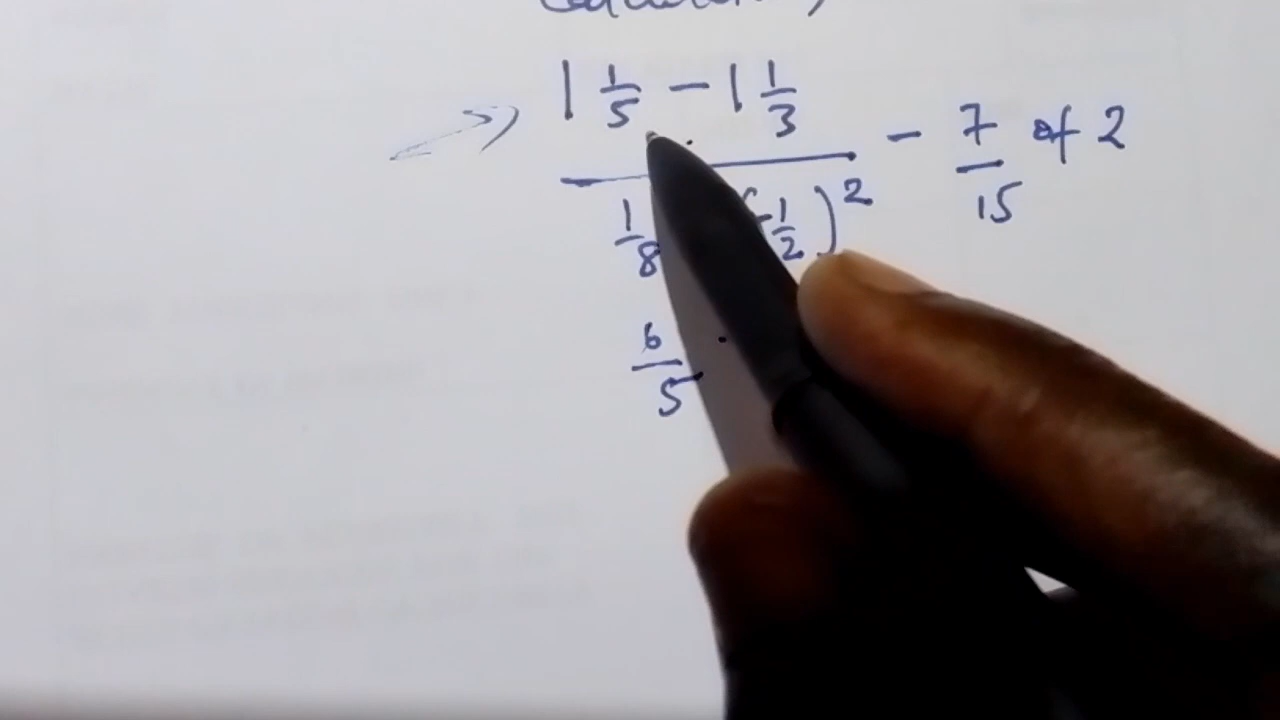 1 1/5 - 1 1/3
- 7/15 of 2
1/8 (-1/2)²
6/5